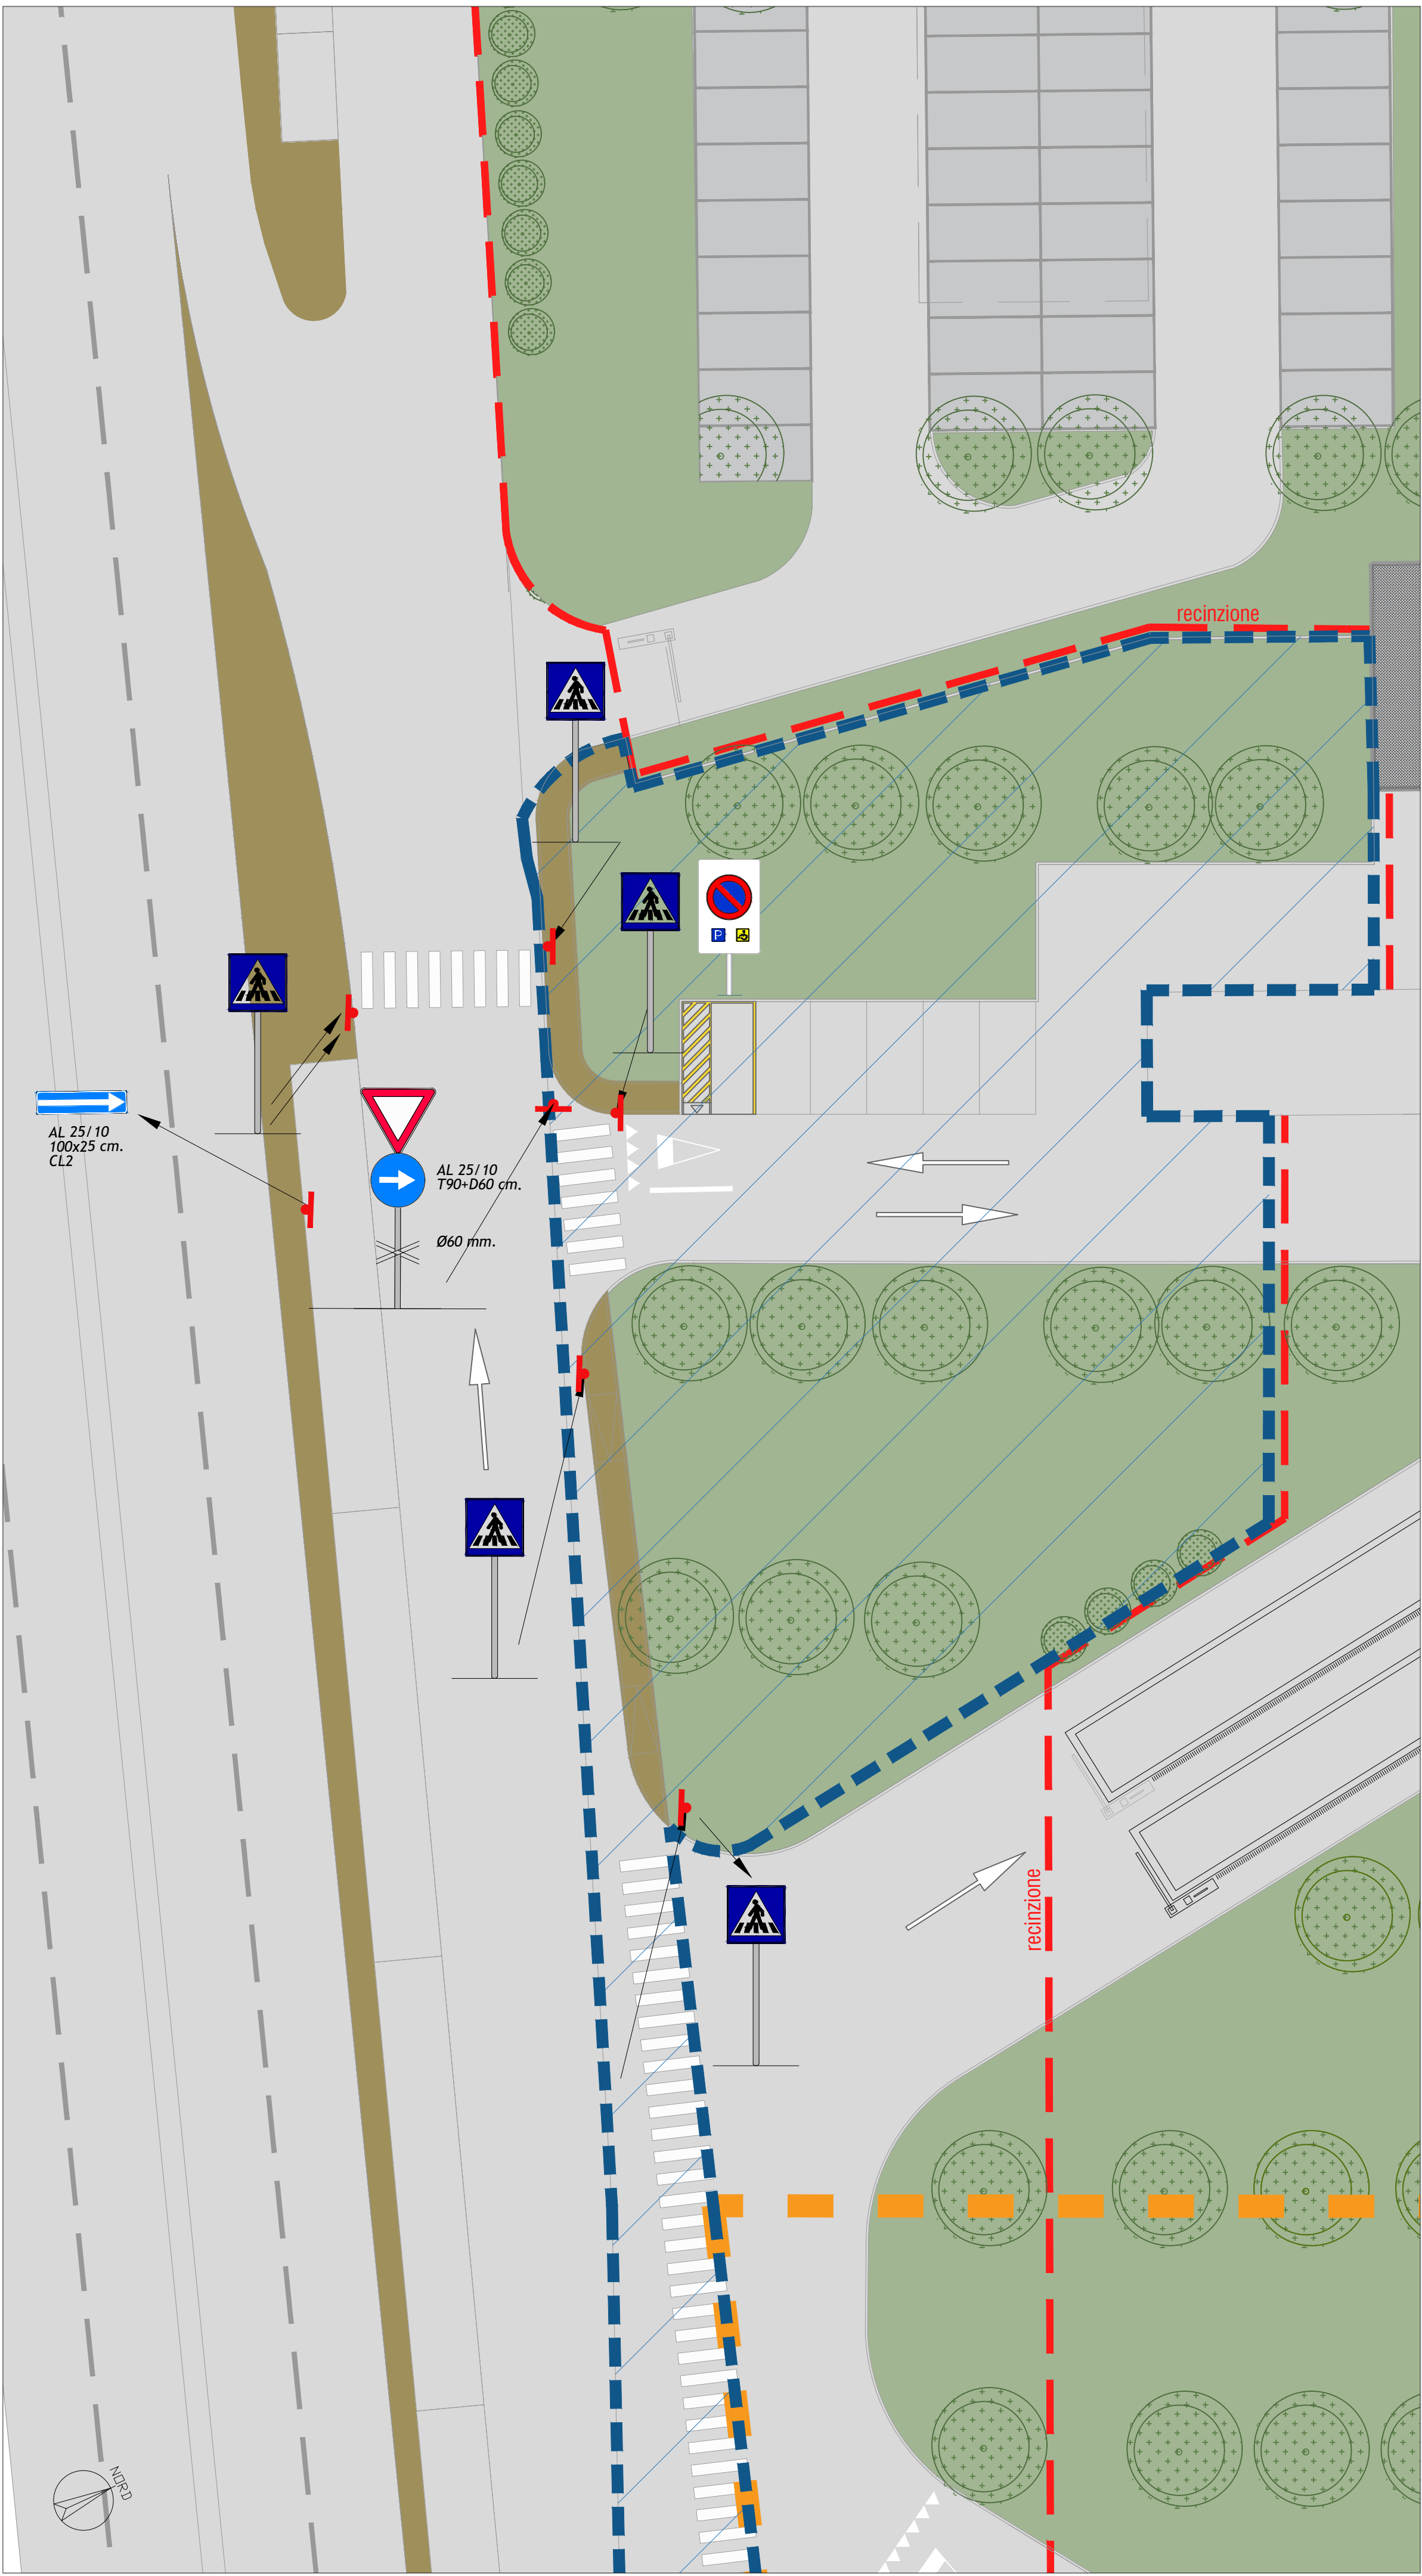 recinzione
P
AL 25/10
100x25 cm.
CL2
AL 25/10
T90+D60 cm.
Ø60 mm.
recinzione
NORD